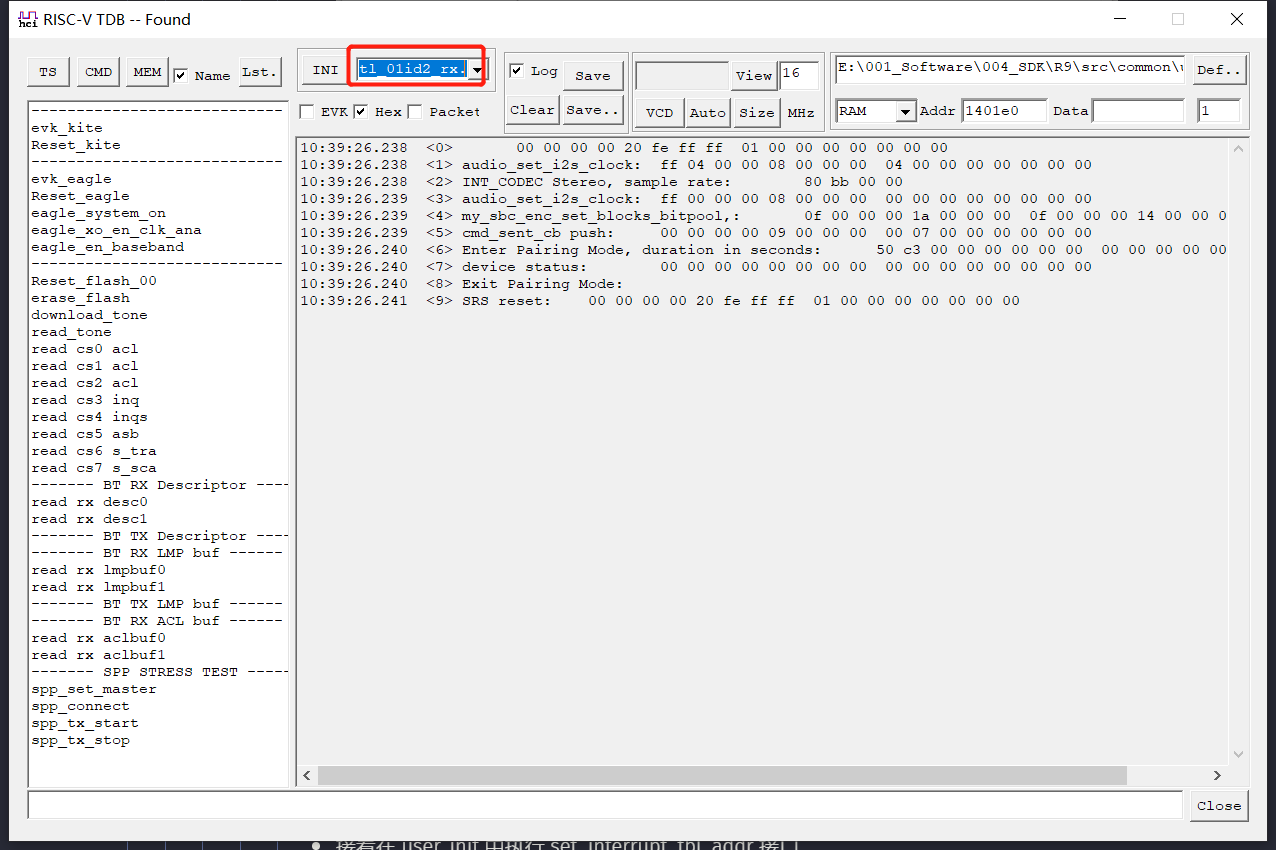 hci RISC-V TDB -- Found
TS CMD MEM Name Lst.
INI tl_01id2_rx.
EVK Hex Packet
Log Save
Clear Save..
View 16
VCD Auto Size MHz
E:\001_Software\004_SDK\R9\src\common\ Def..
RAM Addr 1401e0 Data 1
------------------------------
evk_kite
Reset_kite
------------------------------
evk_eagle
Reset_eagle
eagle_system_on
eagle_xo_en_clk_ana
eagle_en_baseband
------------------------------
Reset_flash_00
erase_flash
download_tone
read_tone
read cs0 acl
read cs1 acl
read cs2 acl
read cs3 inq
read cs4 inqs
read cs5 asb
read cs6 s_tra
read cs7 s_sca
------- BT RX Descriptor ----
read rx desc0
read rx desc1
------- BT TX Descriptor ----
------- BT RX LMP buf ------
read rx lmpbuf0
read rx lmpbuf1
------- BT TX LMP buf ------
------- BT RX ACL buf ------
read rx aclbuf0
read rx aclbuf1
------- SPP STRESS TEST -----
spp_set_master
spp_connect
spp_tx_start
spp_tx_stop
10:39:26.238 <0> 00 00 00 00 20 fe ff ff 01 00 00 00 00 00 00 00
10:39:26.238 <1> audio_set_i2s_clock: ff 04 00 00 08 00 00 00 04 00 00 00 00 00 00 00
10:39:26.238 <2> INT_CODEC Stereo, sample rate: 80 bb 00 00
10:39:26.239 <3> audio_set_i2s_clock: ff 00 00 00 08 00 00 00 00 00 00 00 00 00 00 00
10:39:26.239 <4> my_sbc_enc_set_blocks_bitpool,: 0f 00 00 00 1a 00 00 00 0f 00 00 00 14 00 00 0
10:39:26.239 <5> cmd_sent_cb push: 00 00 00 00 09 00 00 00 00 07 00 00 00 00 00 00
10:39:26.240 <6> Enter Pairing Mode, duration in seconds: 50 c3 00 00 00 00 00 00 00 00 00 00 00
10:39:26.240 <7> device status: 00 00 00 00 00 00 00 00 00 00 00 00 00 00 00 00
10:39:26.240 <8> Exit Pairing Mode:
10:39:26.241 <9> SRS reset: 00 00 00 00 20 fe ff ff 01 00 00 00 00 00 00 00
Close
接着在 user_init 中执行 set_interrupt_tbl_addr 接口